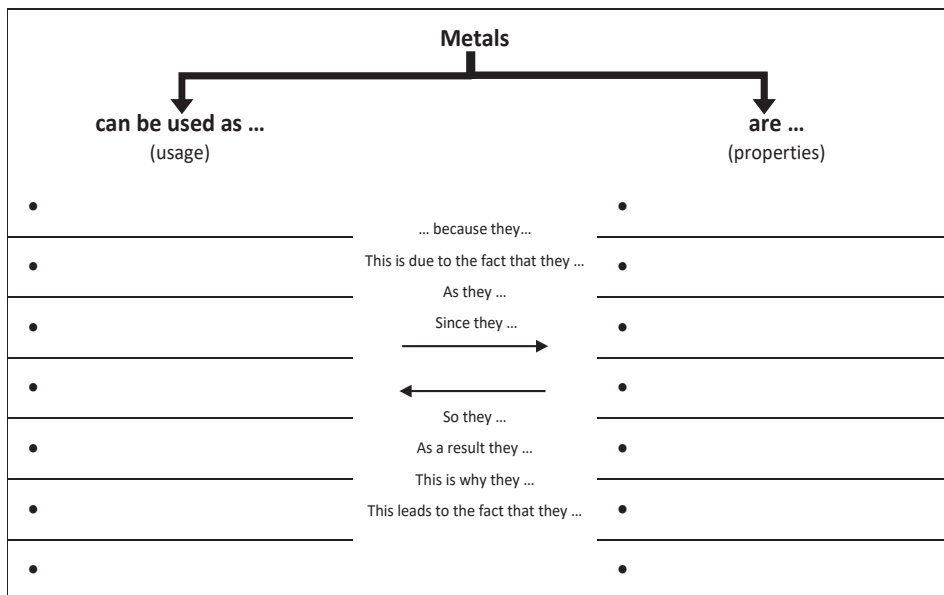 Metals
can be used as ...
(usage)
are ...
(properties)
•
•
•
•
•
•
•
... because they...
This is due to the fact that they ...
As they ...
Since they ...
So they ...
As a result they ...
This is why they ...
This leads to the fact that they ...
•
•
•
•
•
•
•